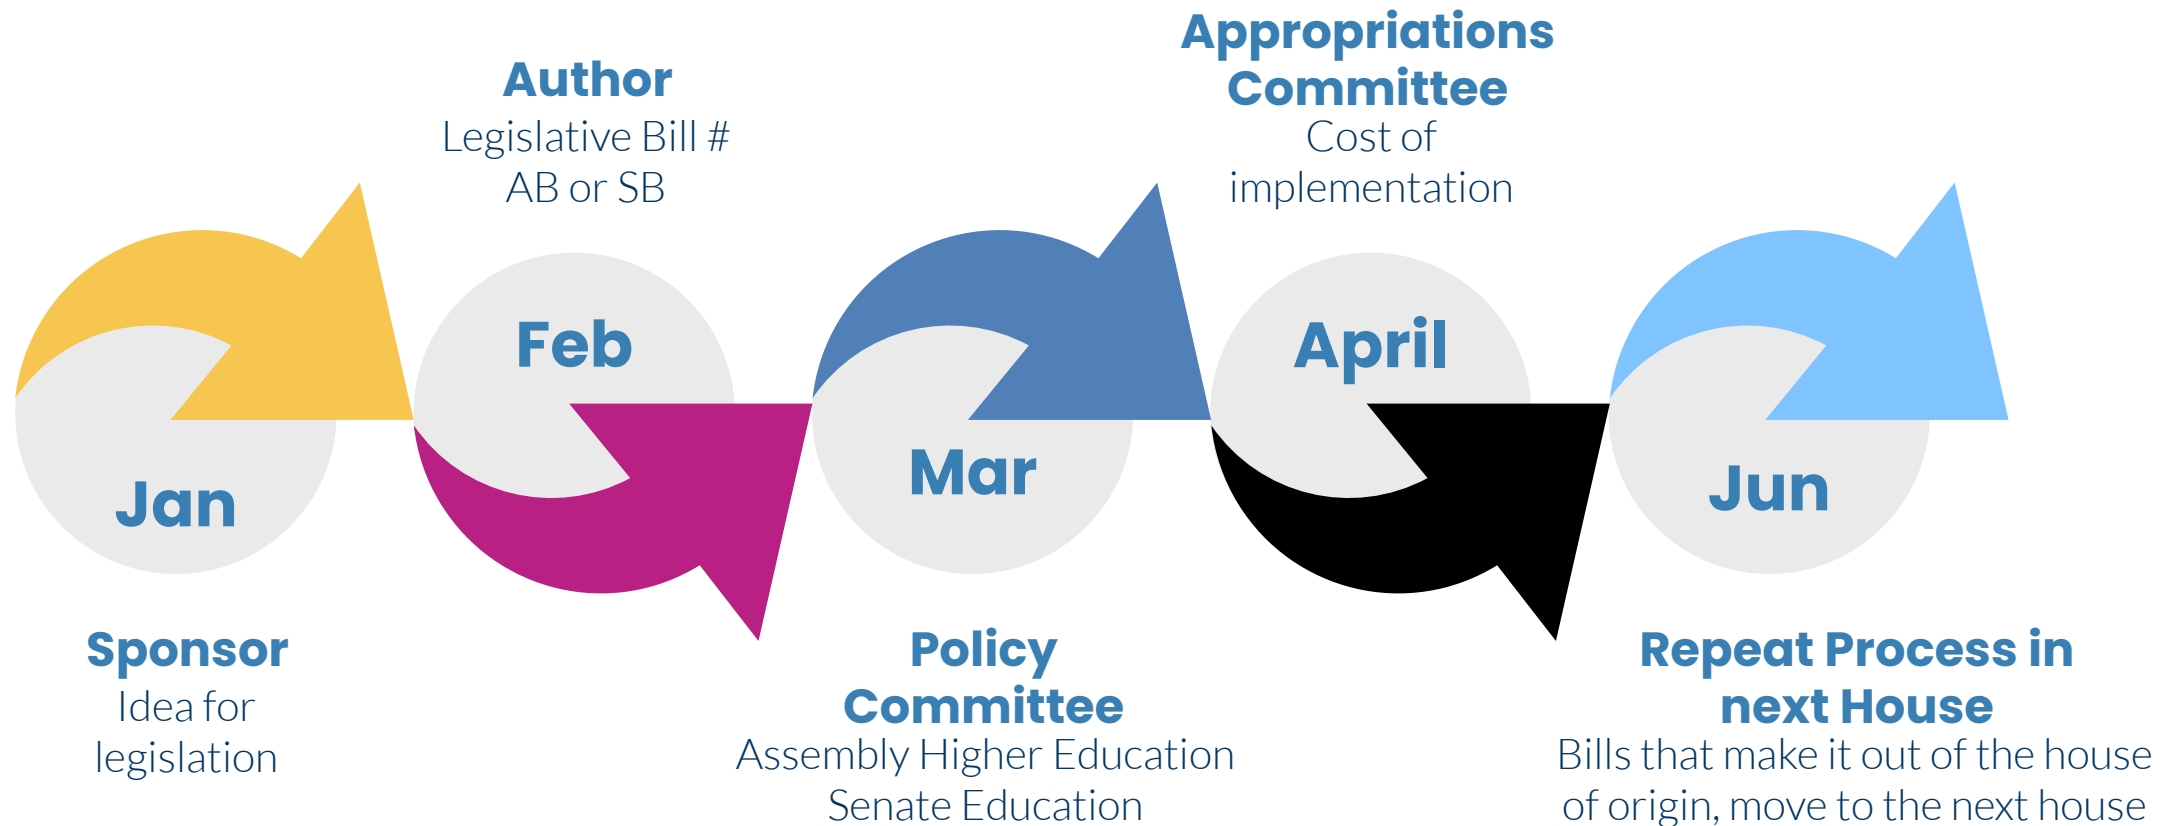 Jan
Sponsor
Idea for
legislation
Author
Legislative Bill #
AB or SB
Feb
Mar
Policy
Committee
Assembly Higher Education
Senate Education
Appropriations
Committee
Cost of
implementation
April
Jun
Repeat Process in
next House
Bills that make it out of the house
of origin, move to the next house